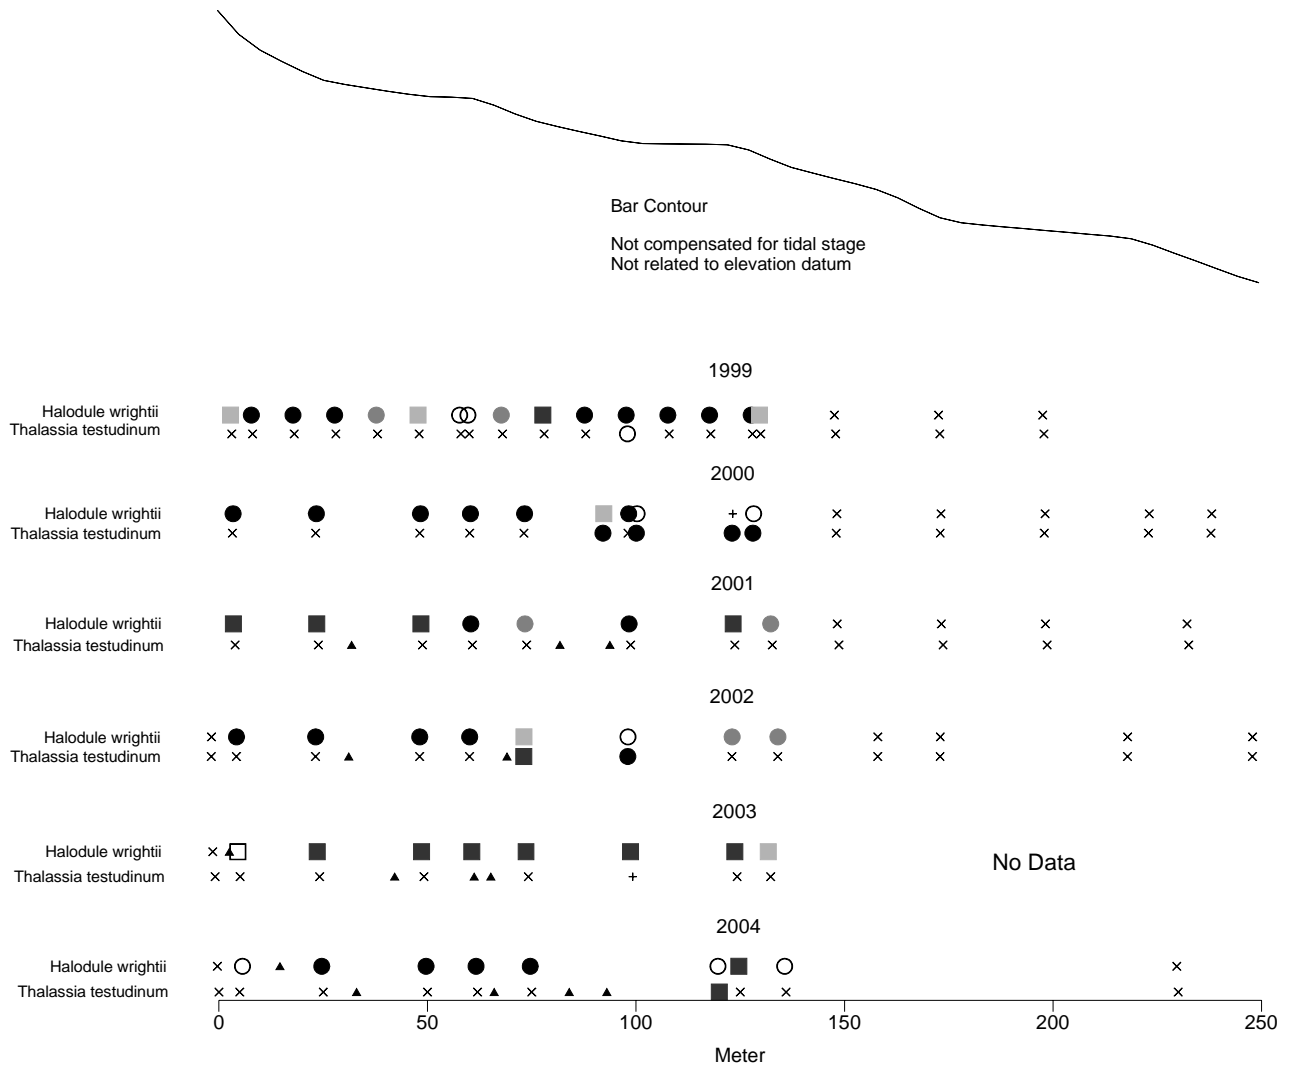 Bar Contour
Not compensated for tidal stage
Not related to elevation datum
1999
Halodule wrightii
Thalassia testudinum
2000
Halodule wrightii
Thalassia testudinum
2001
Halodule wrightii
Thalassia testudinum
2002
Halodule wrightii
Thalassia testudinum
2003
Halodule wrightii
No Data
Thalassia testudinum
2004
Halodule wrightii
Thalassia testudinum
0 50 100 150 200 250
Meter